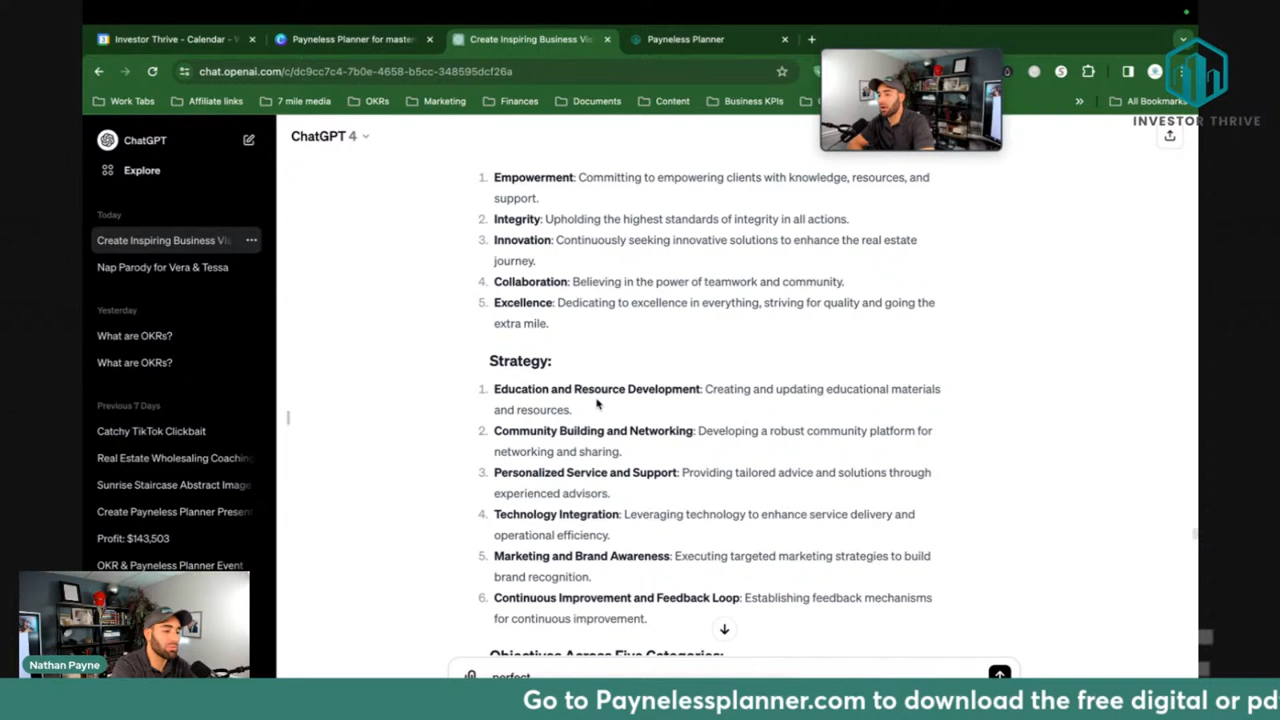 Investor Thrive - Calendar -
Payneless Planner for master
Create Inspiring Business Vis
Payneless Planner
chat.openai.com/c/dc9cc7c4-7b0e-4658-b5cc-348595dcf26a
Work Tabs
Affiliate links
7 mile media
OKRs
Marketing
Finances
Documents
Content
Business KPIs
All Bookmarks
INVESTOR THRIVE
ChatGPT
Explore
Today
Create Inspiring Business Vis
Nap Parody for Vera & Tessa
Yesterday
What are OKRs?
What are OKRs?
Previous 7 Days
Catchy TikTok Clickbait
Real Estate Wholesaling Coaching
Sunrise Staircase Abstract Image
Create Payneless Planner Present
Profit: $143,503
OKR & Payneless Planner Event
ChatGPT 4
1. Empowerment: Committing to empowering clients with knowledge, resources, and
support.
2. Integrity: Upholding the highest standards of integrity in all actions.
3. Innovation: Continuously seeking innovative solutions to enhance the real estate
journey.
4. Collaboration: Believing in the power of teamwork and community.
5. Excellence: Dedicating to excellence in everything, striving for quality and going the
extra mile.
Strategy:
1. Education and Resource Development: Creating and updating educational materials
and resources.
2. Community Building and Networking: Developing a robust community platform for
networking and sharing.
3. Personalized Service and Support: Providing tailored advice and solutions through
experienced advisors.
4. Technology Integration: Leveraging technology to enhance service delivery and
operational efficiency.
5. Marketing and Brand Awareness: Executing targeted marketing strategies to build
brand recognition.
6. Continuous Improvement and Feedback Loop: Establishing feedback mechanisms
for continuous improvement.
Objectives Across Five Categories:
perfect
Nathan Payne
Go to Paynelessplanner.com to download the free digital or pd